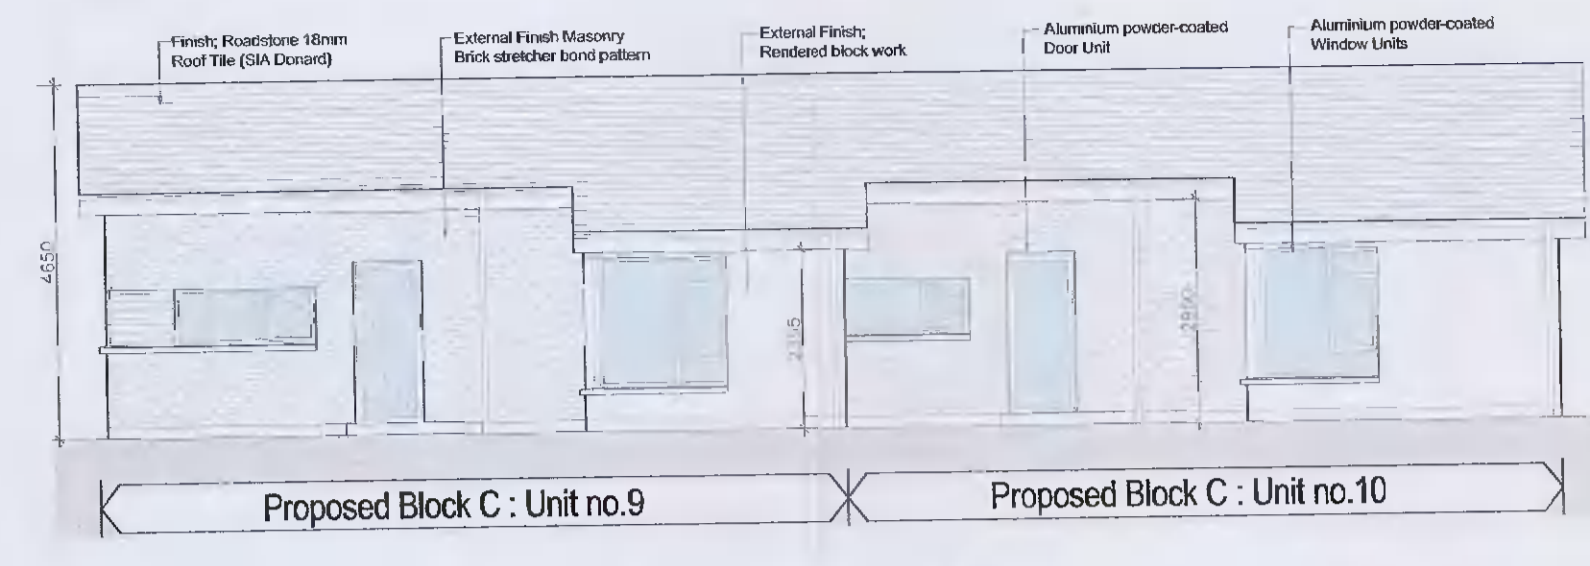 Finish; Roadstone 18mm
Roof Tile (SIA Donard)
External Finish Masonry
Brick stretcher bond pattern
External Finish;
Rendered block work
Aluminium powder-coated
Door Unit
Aluminium powder-coated
Window Units
4650
Proposed Block C : Unit no.9
Proposed Block C : Unit no.10